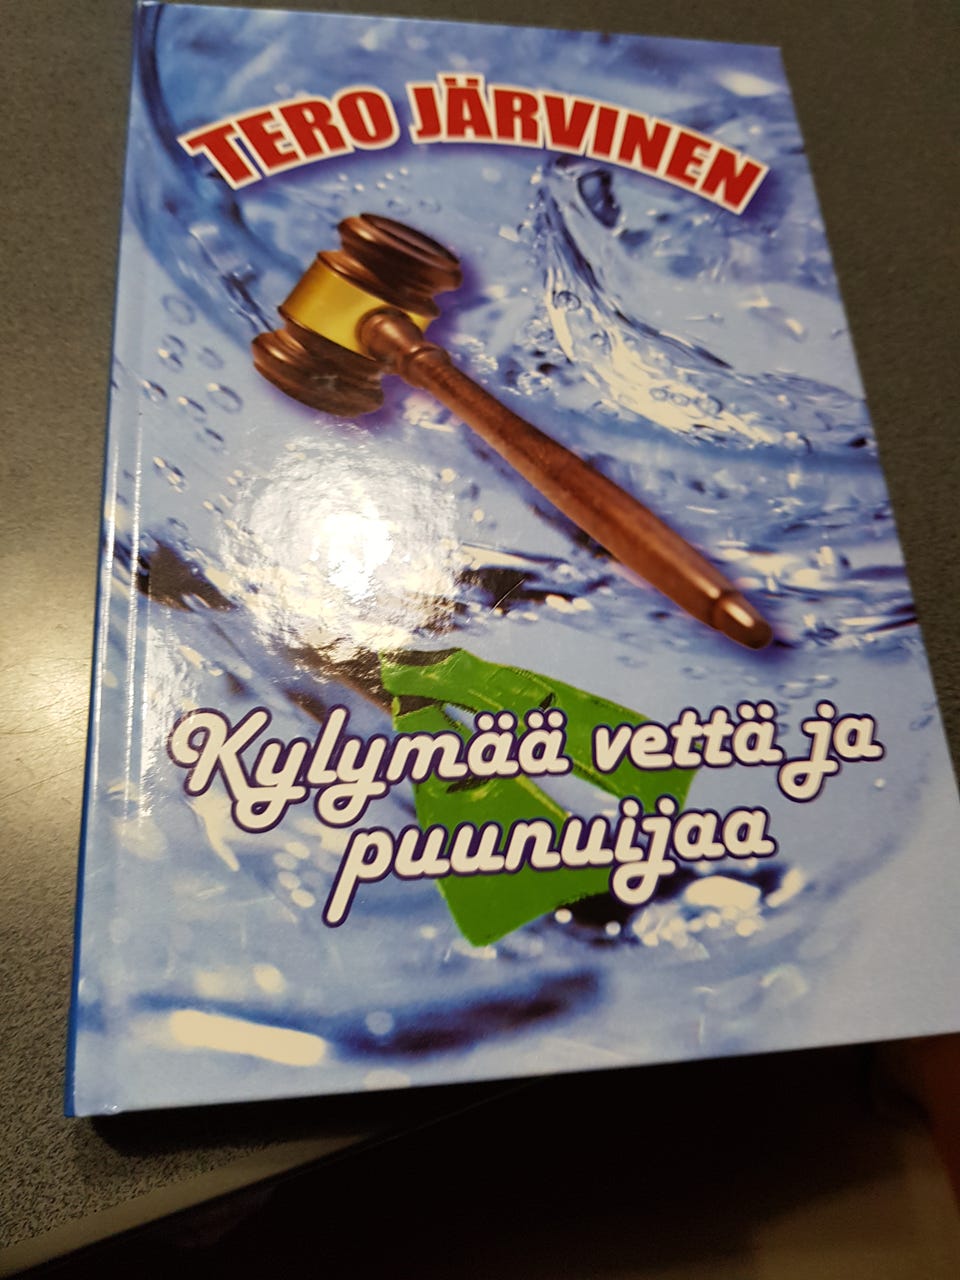 TERO JÄRVINEN
Kylymää vettä ja
puunuijaa